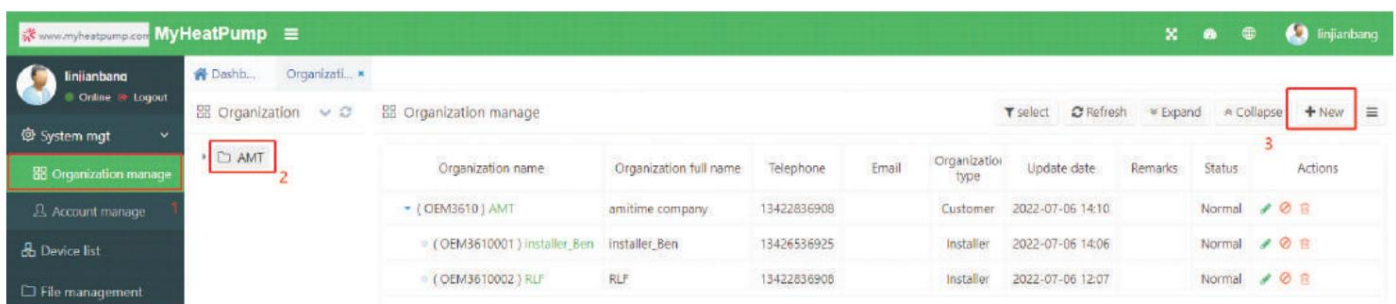 www.myheatpump.com MyHeatPump linjianbang
linjianbang
Online Logout
Dashb... Organizati... ×
Organization
Organization manage
select Refresh Expand Collapse + New
System mgt
AMT
2
3
Organization manage
Account manage 1
Device list
File management
Organization name Organization full name Telephone Email Organization type Update date Remarks Status Actions
( OEM3610 ) AMT amitime company 13422836908 Customer 2022-07-06 14:10 Normal
( OEM3610001 ) installer_Ben installer_Ben 13426536925 Installer 2022-07-06 14:06 Normal
( OEM3610002 ) RLF RLF 13422836908 Installer 2022-07-06 12:07 Normal